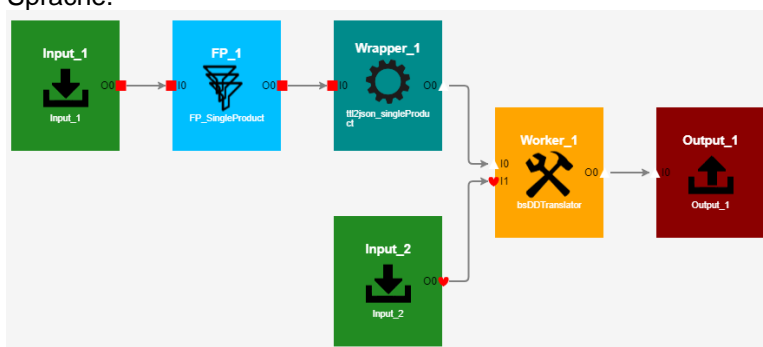 Sprache.
Input_1
O0
Input_1
FP_1
I0
O0
FP_SingleProduct
Wrapper_1
I0
O0
ttl2json_singleProdu
ct
Worker_1
I0
I1
O0
bsDDTranslator
Output_1
I0
Output_1
Input_2
O0
Input_2